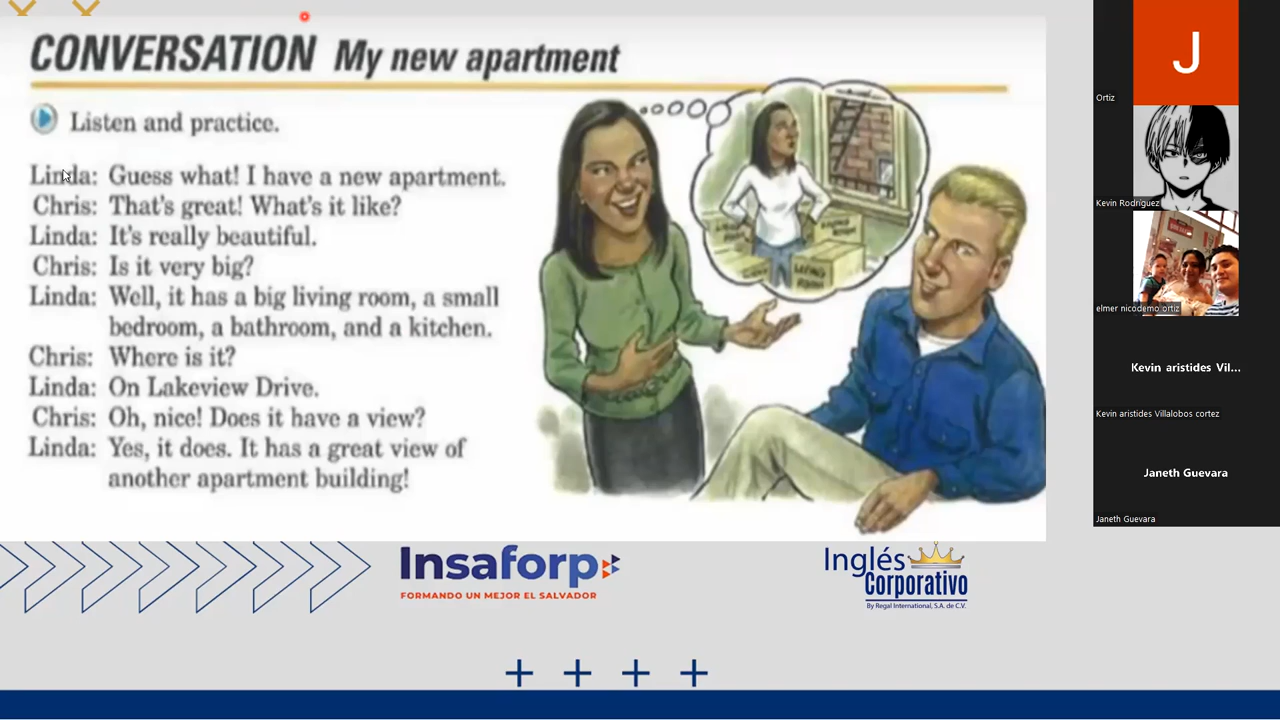 CONVERSATION My new apartment
Listen and practice.
Linda: Guess what! I have a new apartment.
Chris: That's great! What's it like?
Linda: It's really beautiful.
Chris: Is it very big?
Linda: Well, it has a big living room, a small
bedroom, a bathroom, and a kitchen.
Chris: Where is it?
Linda: On Lakeview Drive.
Chris: Oh, nice! Does it have a view?
Linda: Yes, it does. It has a great view of
another apartment building!
LIVING
ROOM
Insaforp
FORMANDO UN MEJOR EL SALVADOR
Inglés
Corporativo
By Regal International, S.A. de C.V.
J
Ortiz
Kevin Rodriguez
elmer nicodemo ortiz
Kevin aristides Vil...
Kevin aristides Villalobos cortez
Janeth Guevara
Janeth Guevara